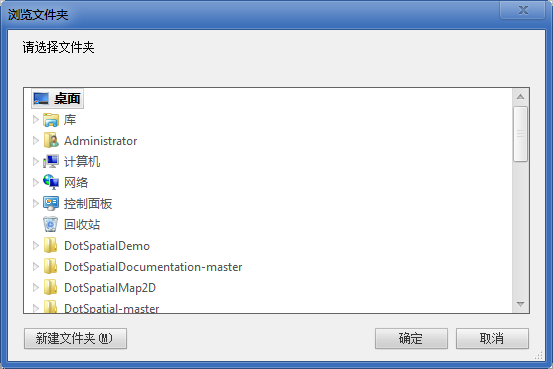 浏览文件夹
请选择文件夹
桌面
库
Administrator
计算机
网络
控制面板
回收站
DotSpatialDemo
DotSpatialDocumentation-master
DotSpatialMap2D
DotSpatial-master
新建文件夹(M) 确定 取消